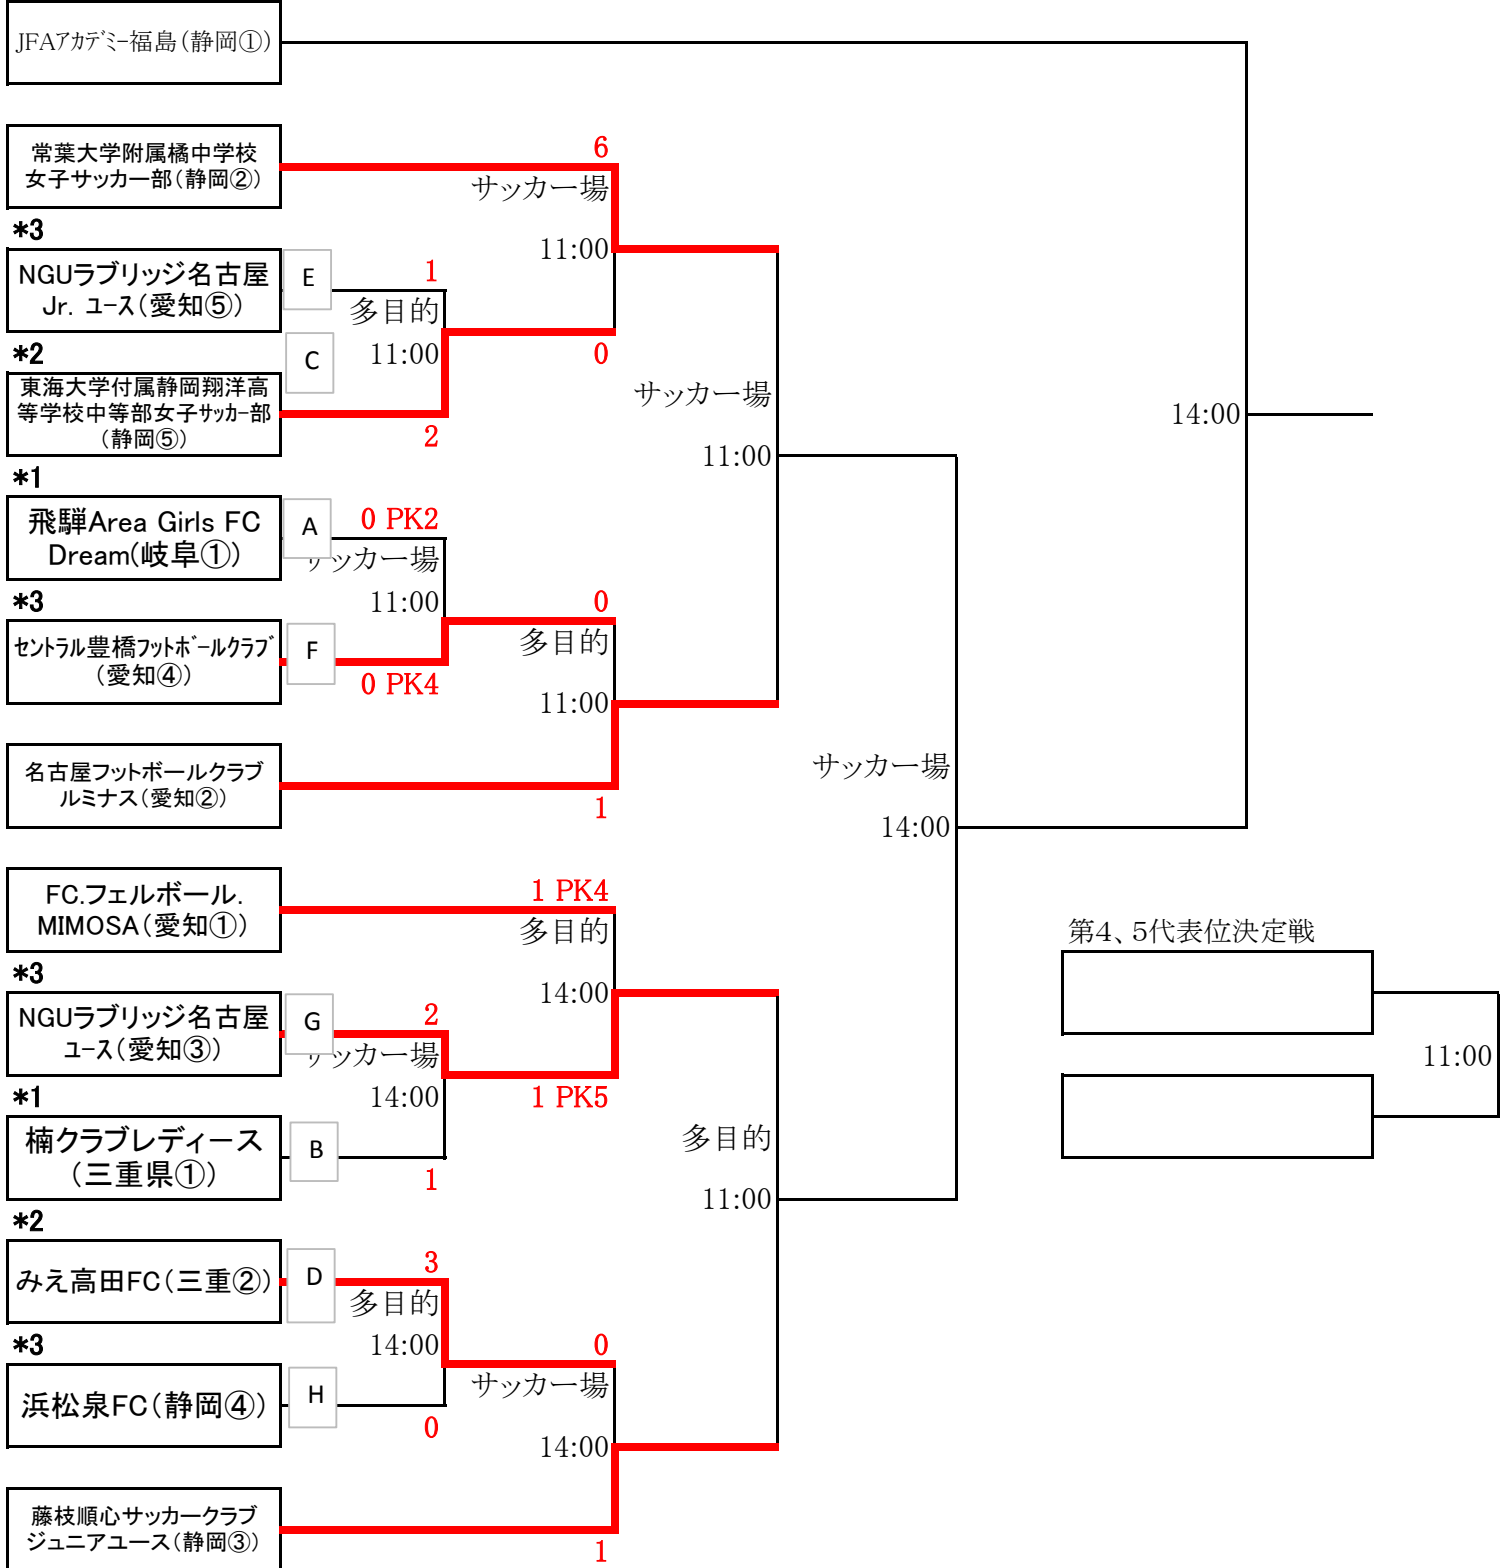 JFAアカデミー福島(静岡①)
常葉大学附属橘中学校
女子サッカー部(静岡②)
6
サッカー場
11:00
*3
NGUラブリッジ名古屋
Jr. ユース(愛知⑤)
E
1
多目的
11:00
0
*2
C
東海大学付属静岡翔洋高
等学校中等部女子サッカー部
(静岡⑤)
2
サッカー場
11:00
14:00
*1
飛騨Area Girls FC
Dream(岐阜①)
A
0 PK2
サッカー場
11:00
*3
セントラル豊橋フットボールクラブ
(愛知④)
F
0 PK4
0
多目的
11:00
名古屋フットボールクラブ
ルミナス(愛知②)
1
サッカー場
14:00
FC.フェルボール.
MIMOSA(愛知①)
1 PK4
多目的
14:00
第4、5代表位決定戦
11:00
*3
NGUラブリッジ名古屋
ユース(愛知③)
G
2
サッカー場
14:00
1 PK5
*1
楠クラブレディース
(三重県①)
B
1
多目的
11:00
*2
みえ高田FC(三重②)
D
3
多目的
14:00
0
サッカー場
14:00
*3
浜松泉FC(静岡④)
H
0
藤枝順心サッカークラブ
ジュニアユース(静岡③)
1